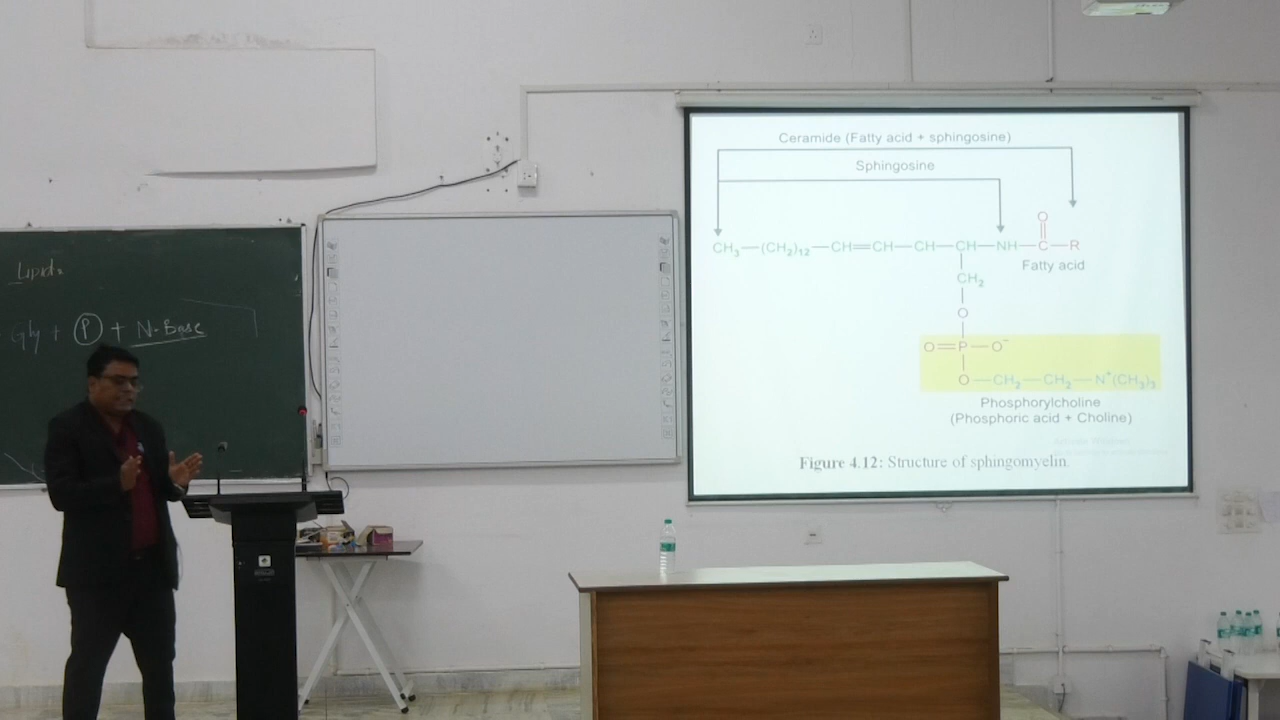 Lipids
Gly + P + N-Base
Ceramide (Fatty acid + sphingosine)
Sphingosine
CH₃—(CH₂)₁₂—CH=CH—CH—CH—NH—C—R
O
Fatty acid
CH₂
O
O=P—O⁻
O—CH₂—CH₂—N⁺(CH₃)₃
Phosphorylcholine
(Phosphoric acid + Choline)
Figure 4.12: Structure of sphingomyelin.